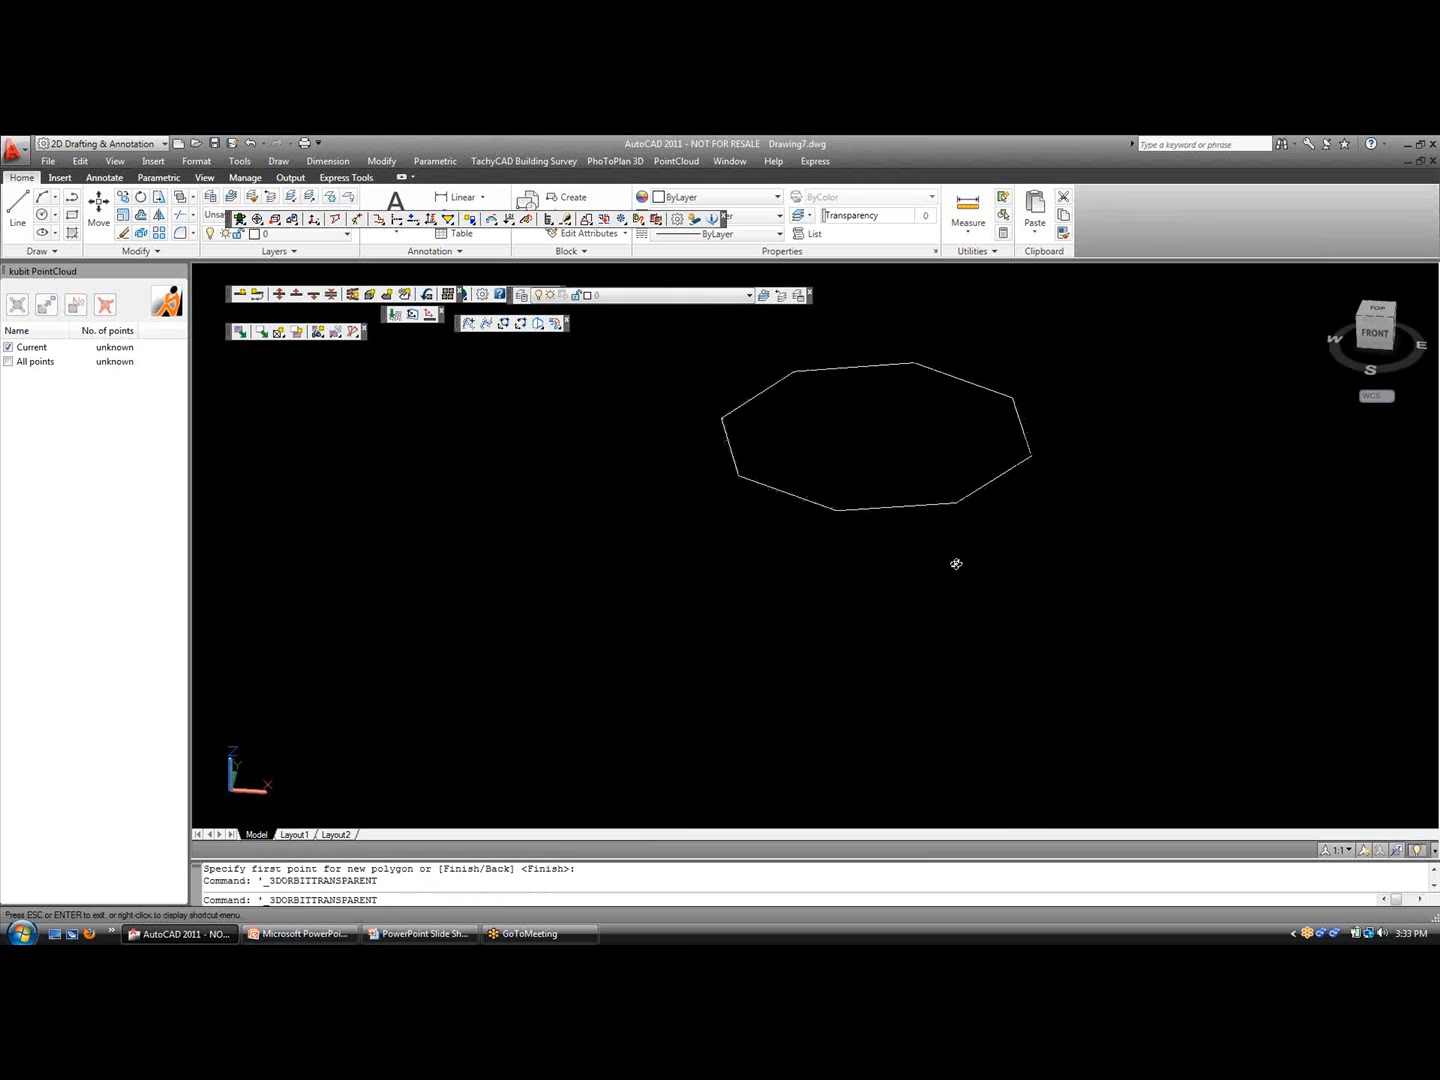 2D Drafting & Annotation
AutoCAD 2011 - NOT FOR RESALE Drawing7.dwg
Type a keyword or phrase
File Edit View Insert Format Tools Draw Dimension Modify Parametric TachyCAD Building Survey PhoToPlan 3D PointCloud Window Help Express
Home Insert Annotate Parametric View Manage Output Express Tools
Line
Move
Unsa
0
A
Linear
Table
Create
Edit Attributes
ByLayer
ByLayer
ByColor
Transparency 0
List
Measure
Paste
Draw Modify Layers Annotation Block Properties Utilities Clipboard
kubit PointCloud
Name No. of points
Current unknown
All points unknown
0
TOP
FRONT
W
E
S
WCS
Z
Y
X
Model Layout1 Layout2
1:1
Specify first point for new polygon or [Finish/Back] <Finish>:
Command: '_3DORBITTRANSPARENT
Command: '_3DORBITTRANSPARENT
Press ESC or ENTER to exit, or right-click to display shortcut-menu.
AutoCAD 2011 - NO... Microsoft PowerPoi... PowerPoint Slide Sh... GoToMeeting
3:33 PM